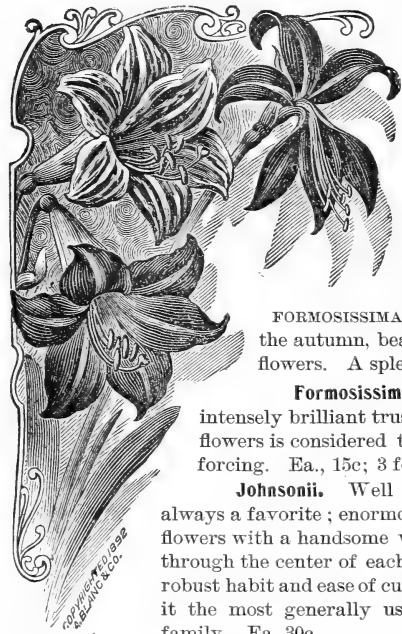 FORMOSISSIMA
the autumn, bea
flowers. A sple
Formosissim
intensely brilliant trus
flowers is considered t
forcing. Ea., 15c; 3 f
Johnsonii. Well
always a favorite ; enormo
flowers with a handsome v
through the center of each
robust habit and ease of cu
it the most generally us
family. Ea. 30c
COPYRIGHTED 1892
A. BLANC & CO.